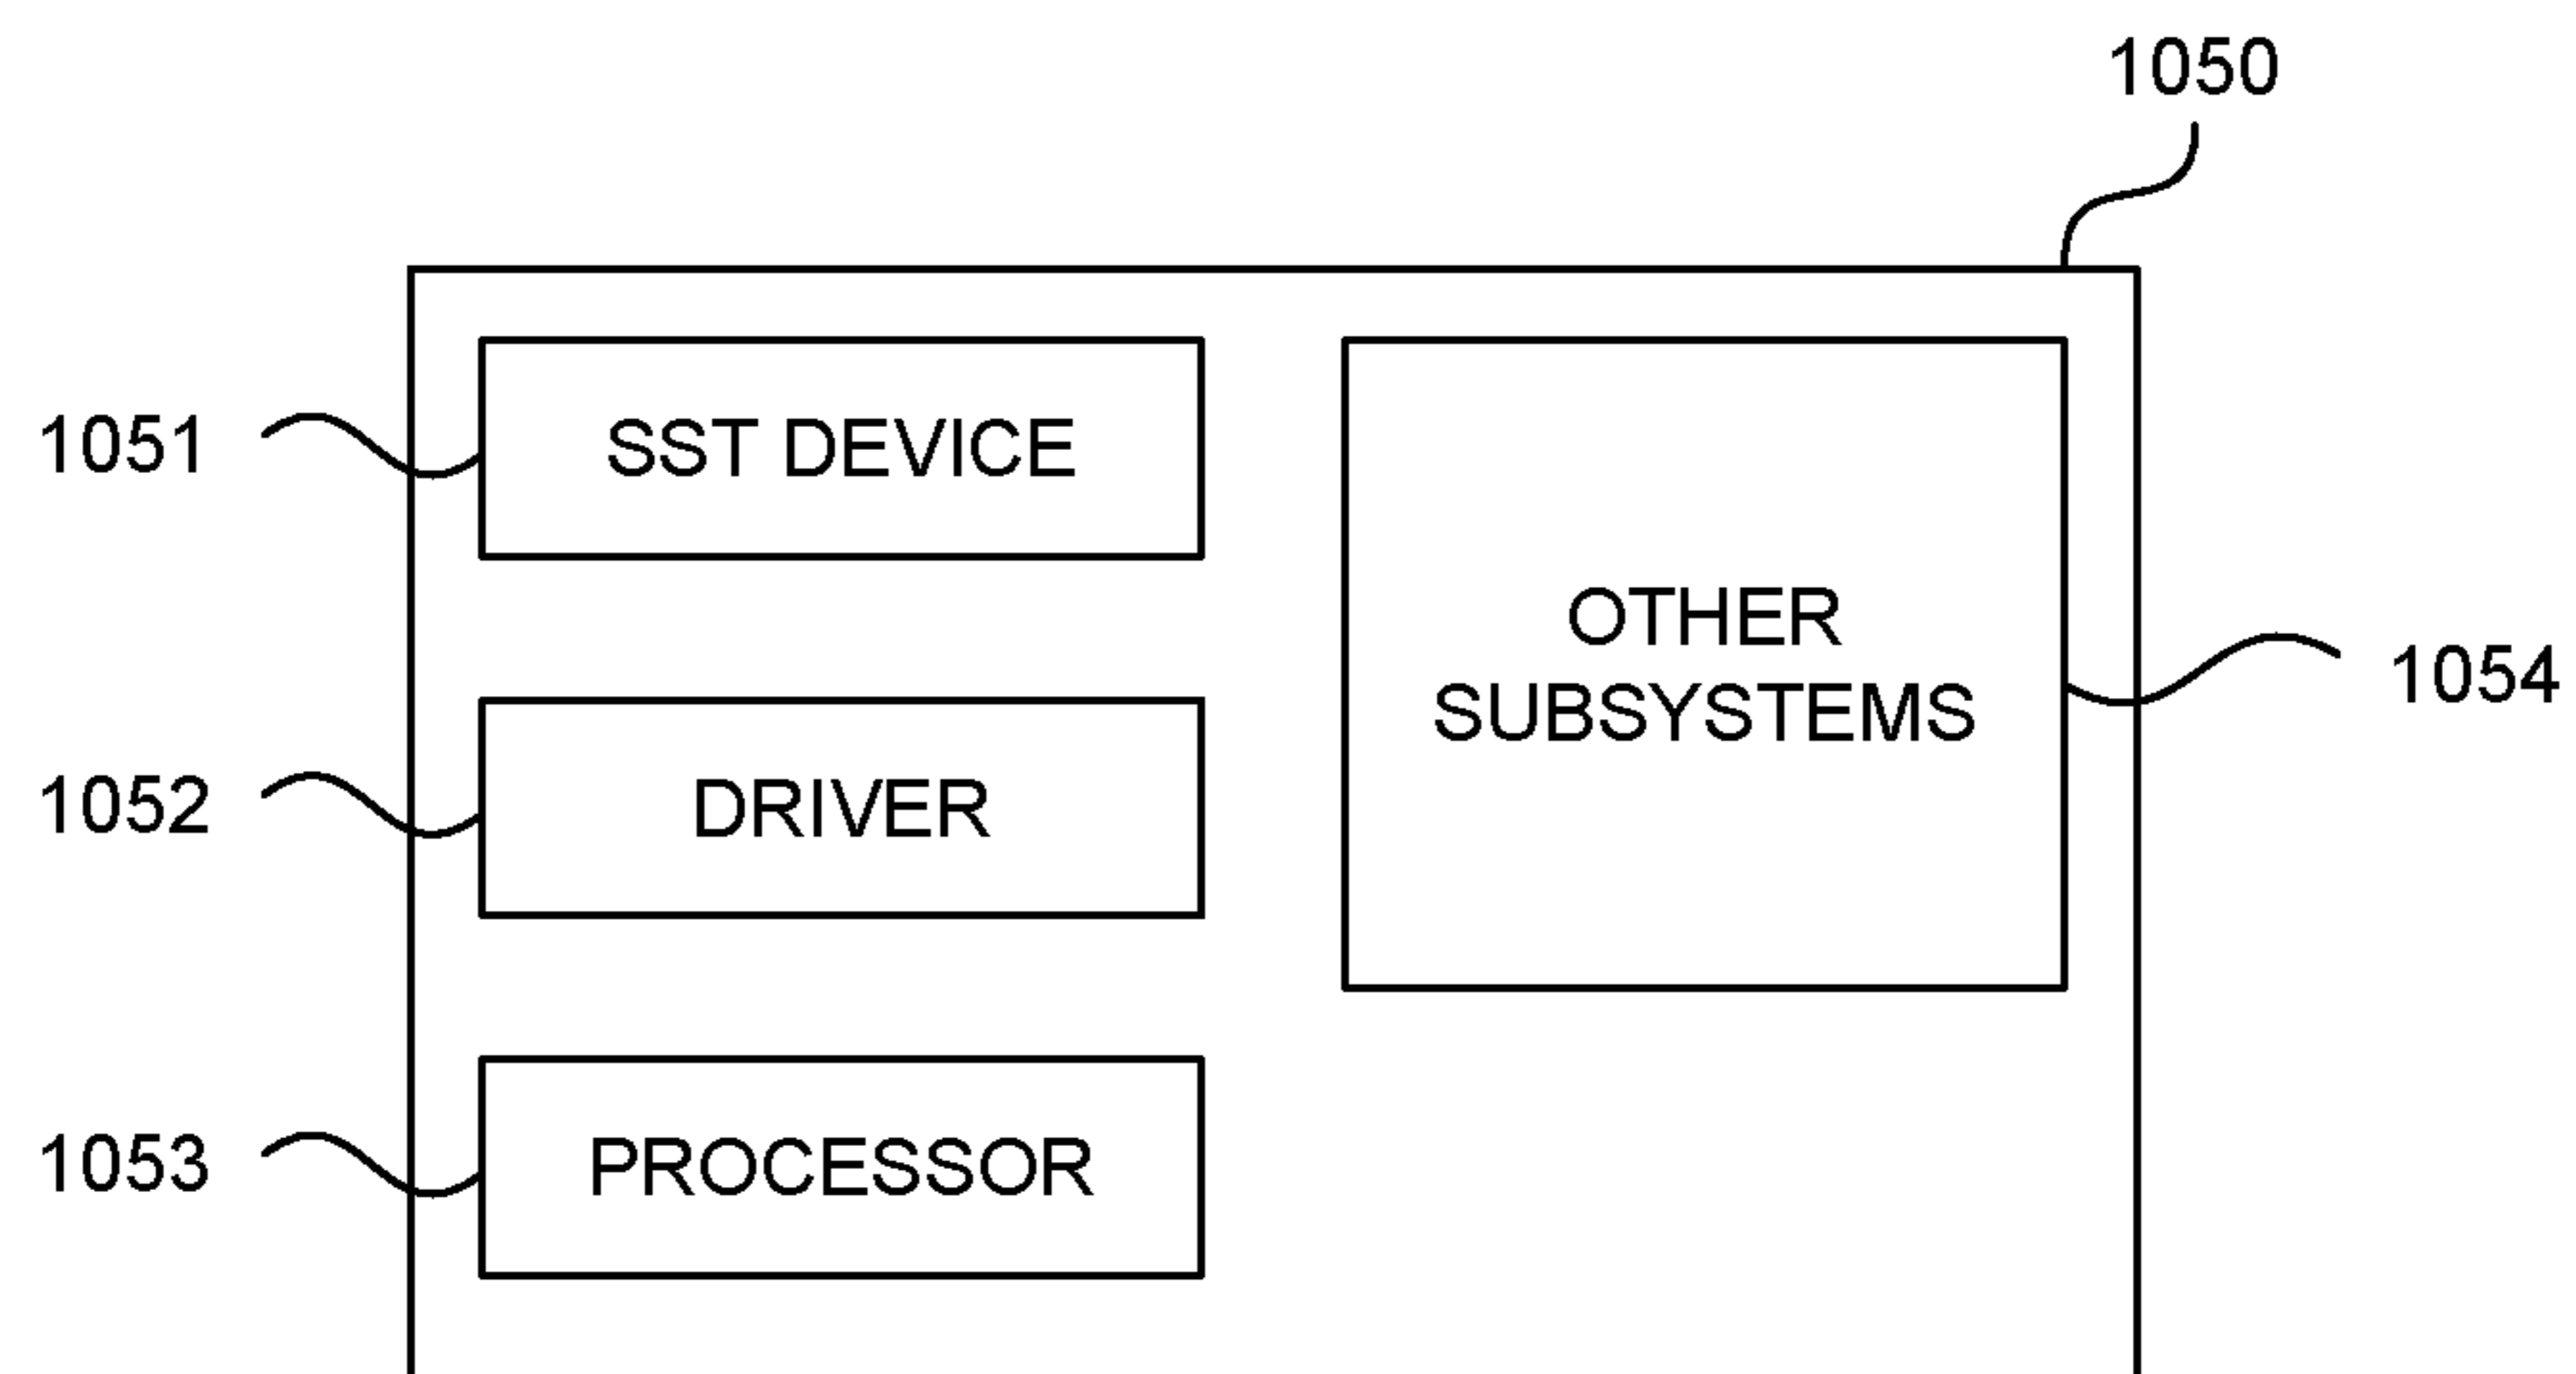 1050
1051
SST DEVICE
OTHER
SUBSYSTEMS
1054
1052
DRIVER
1053
PROCESSOR